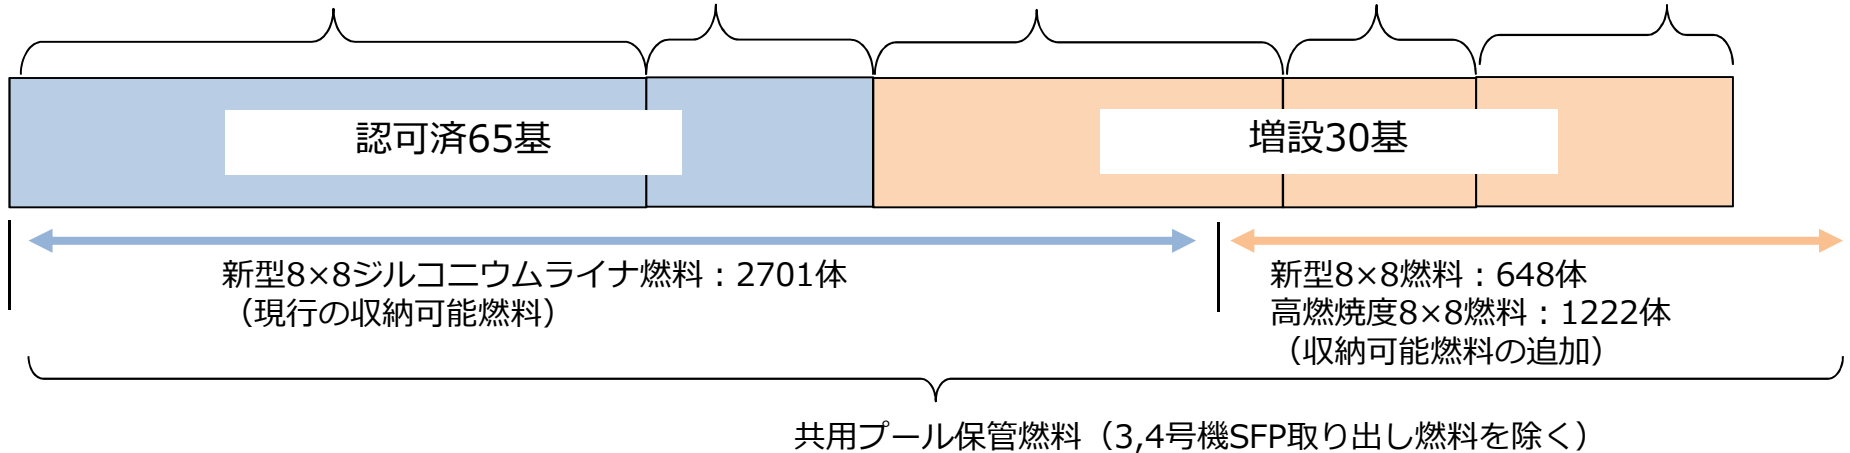 認可済65基
増設30基
新型8×8ジルコニウムライナ燃料：2701体
（現行の収納可能燃料）
新型8×8燃料：648体
高燃焼度8×8燃料：1222体
（収納可能燃料の追加）
共用プール保管燃料（3,4号機SFP取り出し燃料を除く）